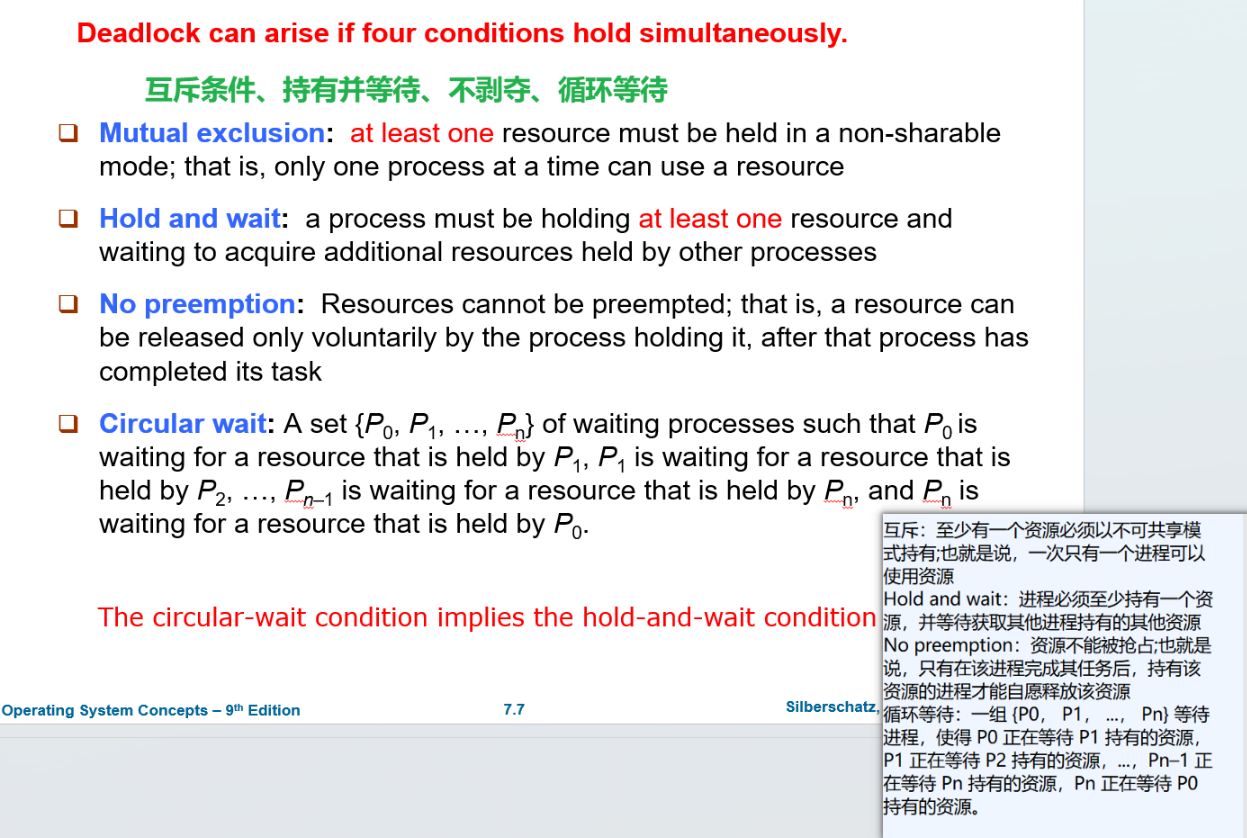 Deadlock can arise if four conditions hold simultaneously.
互斥条件、持有并等待、不剥夺、循环等待
❑ Mutual exclusion: at least one resource must be held in a non-sharable
mode; that is, only one process at a time can use a resource
❑ Hold and wait: a process must be holding at least one resource and
waiting to acquire additional resources held by other processes
❑ No preemption: Resources cannot be preempted; that is, a resource can
be released only voluntarily by the process holding it, after that process has
completed its task
❑ Circular wait: A set {P0, P1, …, Pn} of waiting processes such that P0 is
waiting for a resource that is held by P1, P1 is waiting for a resource that is
held by P2, …, Pn–1 is waiting for a resource that is held by Pn, and Pn is
waiting for a resource that is held by P0.
The circular-wait condition implies the hold-and-wait condition
Operating System Concepts – 9th Edition
7.7
Silberschatz,
互斥：至少有一个资源必须以不可共享模
式持有;也就是说，一次只有一个进程可以
使用资源
Hold and wait：进程必须至少持有一个资
源，并等待获取其他进程持有的其他资源
No preemption：资源不能被抢占;也就是
说，只有在该进程完成其任务后，持有该
资源的进程才能自愿释放该资源
循环等待：一组 {P0， P1， ...， Pn} 等待
进程，使得 P0 正在等待 P1 持有的资源，
P1 正在等待 P2 持有的资源，...，Pn–1 正
在等待 Pn 持有的资源，Pn 正在等待 P0
持有的资源。